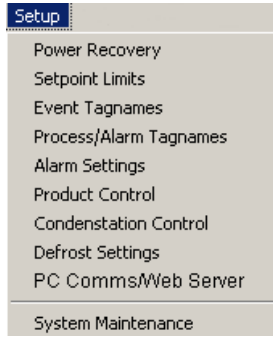 Setup
Power Recovery
Setpoint Limits
Event Tagnames
Process/Alarm Tagnames
Alarm Settings
Product Control
Condenstation Control
Defrost Settings
PC Comms/Web Server
System Maintenance